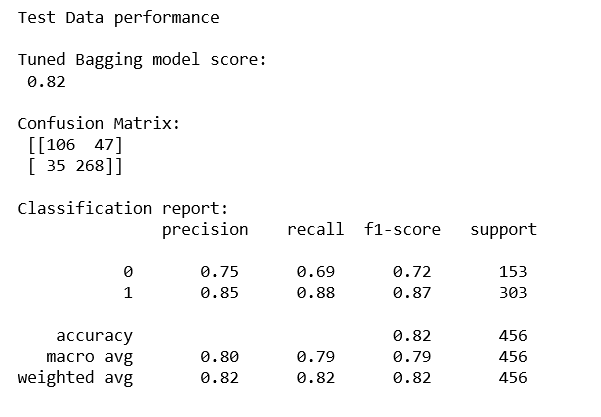 Test Data performance
Tuned Bagging model score:
0.82
Confusion Matrix:
[[106  47]
[ 35 268]]
Classification report:
precision    recall  f1-score   support
0       0.75      0.69      0.72       153
1       0.85      0.88      0.87       303
accuracy                           0.82       456
macro avg       0.80      0.79      0.79       456
weighted avg       0.82      0.82      0.82       456